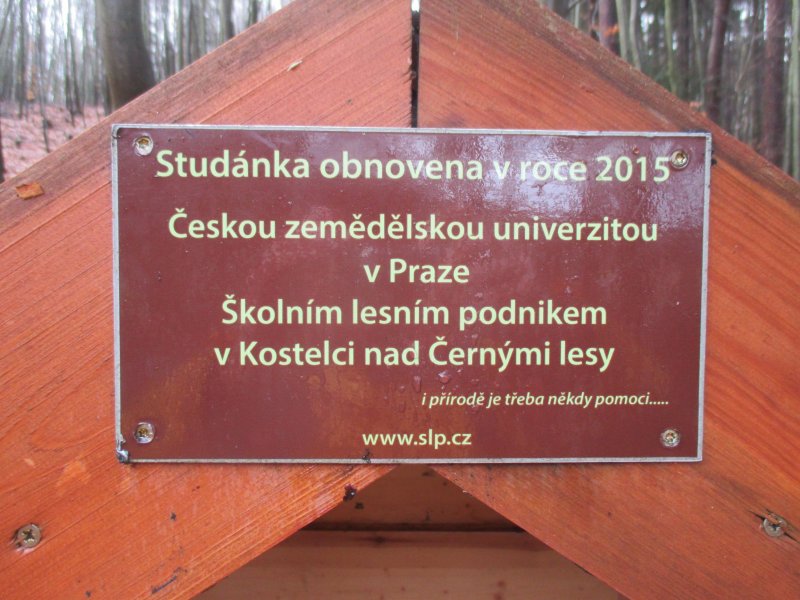 Studánka obnovena v roce 2015
Českou zemědělskou univerzitou
v Praze
Školním lesním podnikem
v Kostelci nad Černými lesy
i přírodě je třeba někdy pomoci.....
www.slp.cz